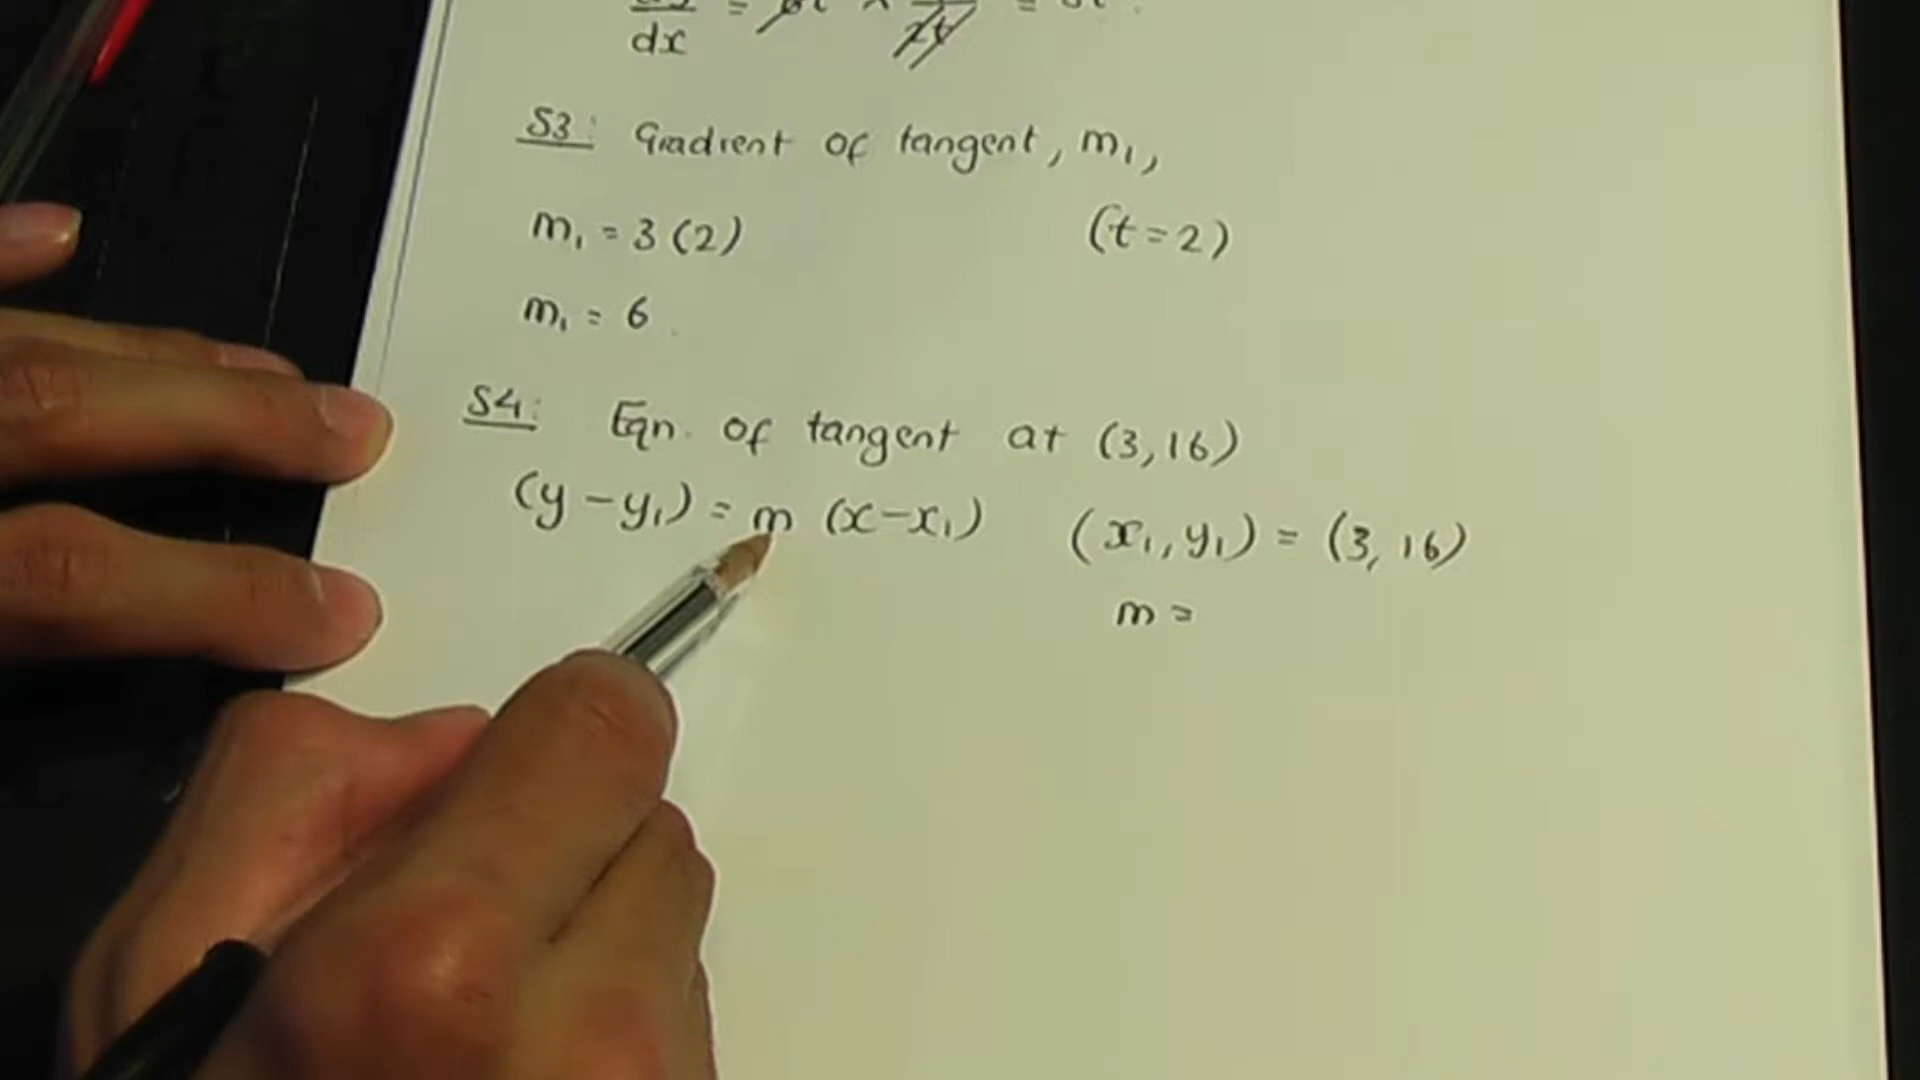 dx
S3: Gradient of tangent, m₁,
m₁ = 3(2) (t=2)
m₁ = 6
S4: Eqn. of tangent at (3,16)
(y-y₁) = m (x-x₁) (x₁, y₁) = (3, 16)
m =